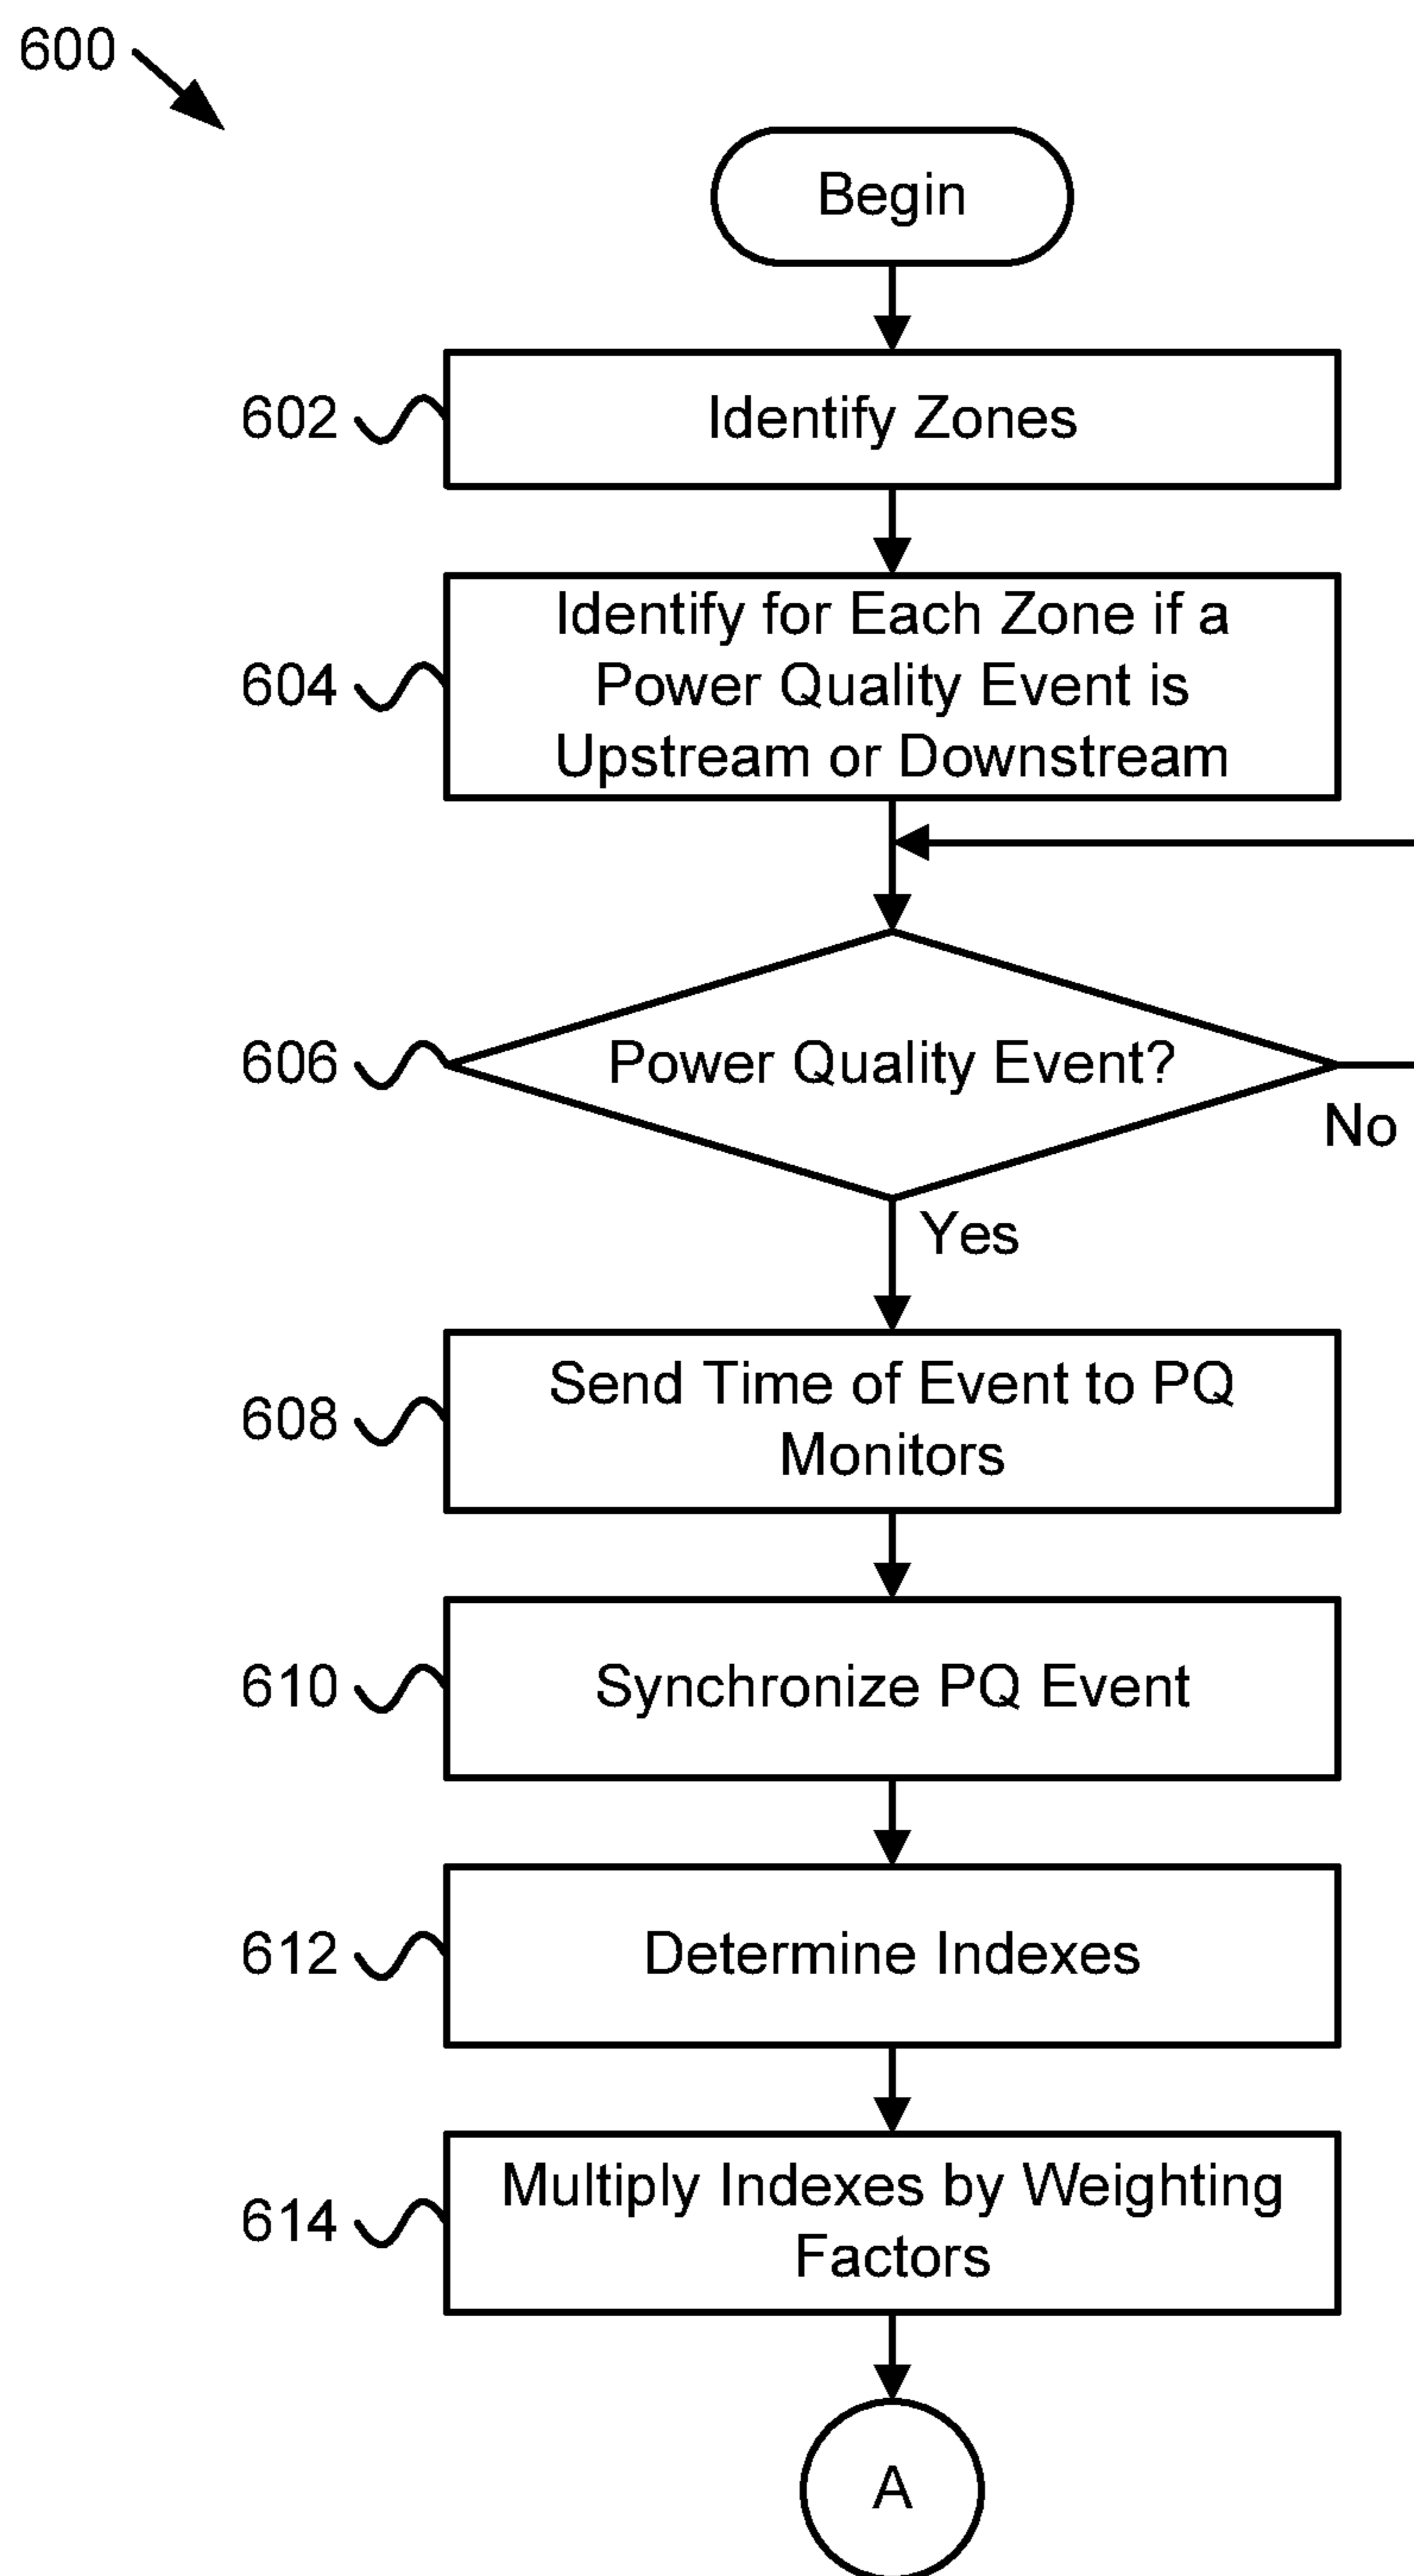 600
Begin
602
Identify Zones
604
Identify for Each Zone if a
Power Quality Event is
Upstream or Downstream
606
Power Quality Event?
No
Yes
608
Send Time of Event to PQ
Monitors
610
Synchronize PQ Event
612
Determine Indexes
614
Multiply Indexes by Weighting
Factors
A